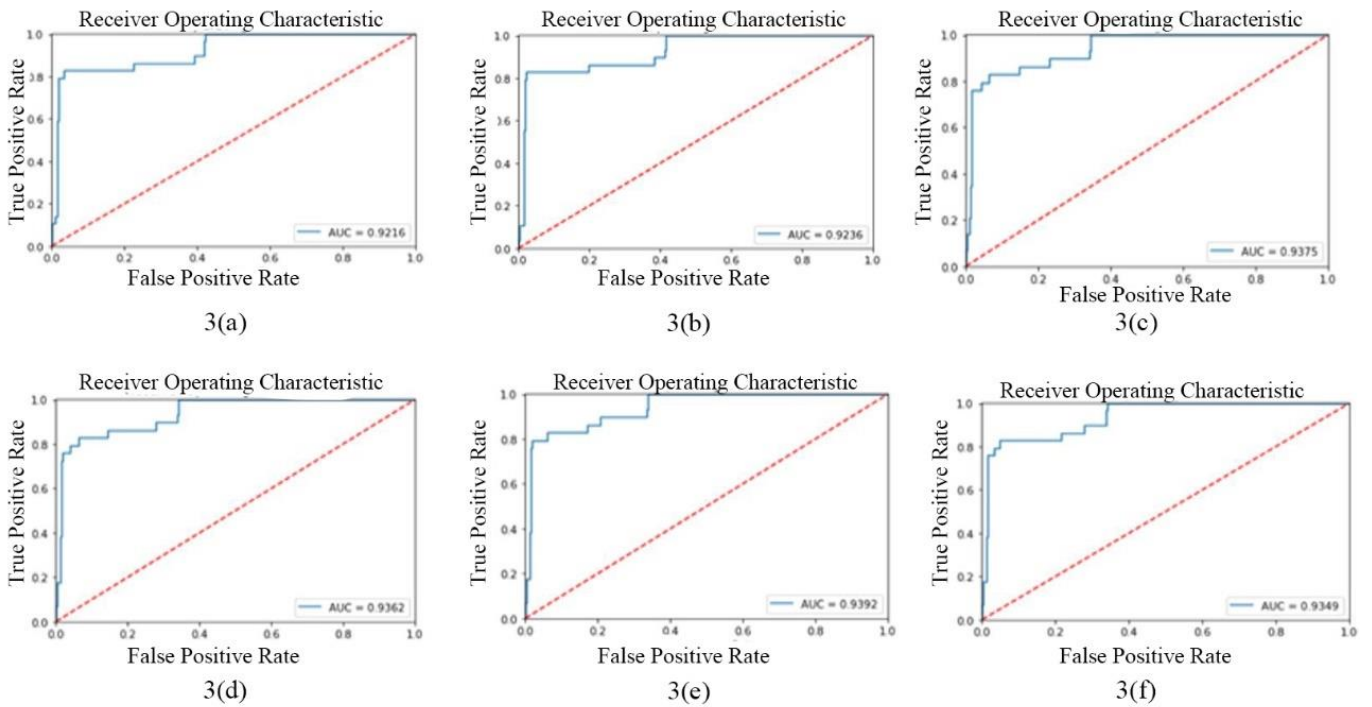 Receiver Operating Characteristic
1.0
0.8
0.6
0.4
0.2
0.0
True Positive Rate
AUC = 0.9216
0.0 0.2 0.4 0.6 0.8 1.0
False Positive Rate
3(a)
Receiver Operating Characteristic
1.0
0.8
0.6
0.4
0.2
0.0
True Positive Rate
AUC = 0.9236
0.0 0.2 0.4 0.6 0.8 1.0
False Positive Rate
3(b)
Receiver Operating Characteristic
1.0
0.8
0.6
0.4
0.2
0.0
True Positive Rate
AUC = 0.9375
0.0 0.2 0.4 0.6 0.8 1.0
False Positive Rate
3(c)
Receiver Operating Characteristic
1.0
0.8
0.6
0.4
0.2
0.0
True Positive Rate
AUC = 0.9362
0.0 0.2 0.4 0.6 0.8 1.0
False Positive Rate
3(d)
Receiver Operating Characteristic
1.0
0.8
0.6
0.4
0.2
0.0
True Positive Rate
AUC = 0.9392
0.0 0.2 0.4 0.6 0.8 1.0
False Positive Rate
3(e)
Receiver Operating Characteristic
1.0
0.8
0.6
0.4
0.2
0.0
True Positive Rate
AUC = 0.9349
0.0 0.2 0.4 0.6 0.8 1.0
False Positive Rate
3(f)